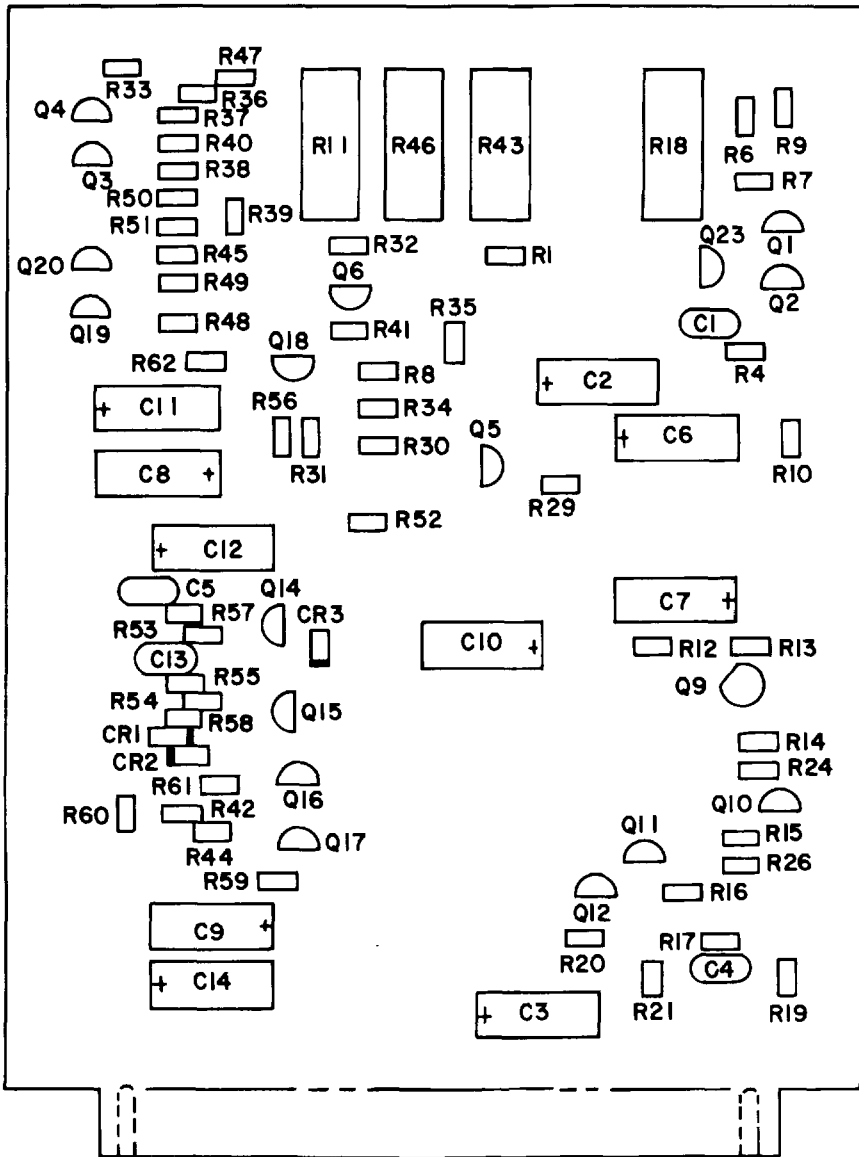 R47
R33
R36
Q4
R37
R11
R46
R43
R18
R6
R9
R40
R38
Q3
R7
R50
R39
R51
Q1
Q23
R45
R32
R1
Q20
Q6
R49
Q2
R35
R48
Q19
R41
C1
Q18
R62
R8
R4
+ C2
R56
+ C11
R34
Q5
+ C6
R30
C8 +
R31
R10
R29
R52
+ C12
C5
Q14
R57
CR3
C7 +
R53
C13
C10 +
R12
R13
R55
Q9
R54
Q15
R58
CR1
R14
CR2
R24
R61
Q16
Q10
R60
R42
Q11
Q17
R15
R44
R26
R59
R16
Q12
C9 +
R17
R20
C4
+ C14
R21
R19
+ C3